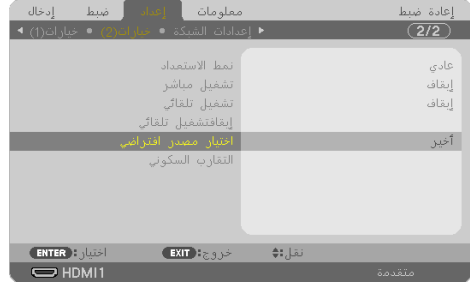 إدخال ضبط إعداد معلومات إعادة ضبط
خيارات(1) • خيارات(2) • إعدادات الشبكة 2/2
نمط الاستعداد عادي
تشغيل مباشر إيقاف
تشغيل تلقائي إيقاف
إيقافتشغيل تلقائي
اختيار مصدر افتراضي أخير
التقارب السكوني
ENTER :اختيار EXIT :خروج نقل:
HDMI1 متقدمة